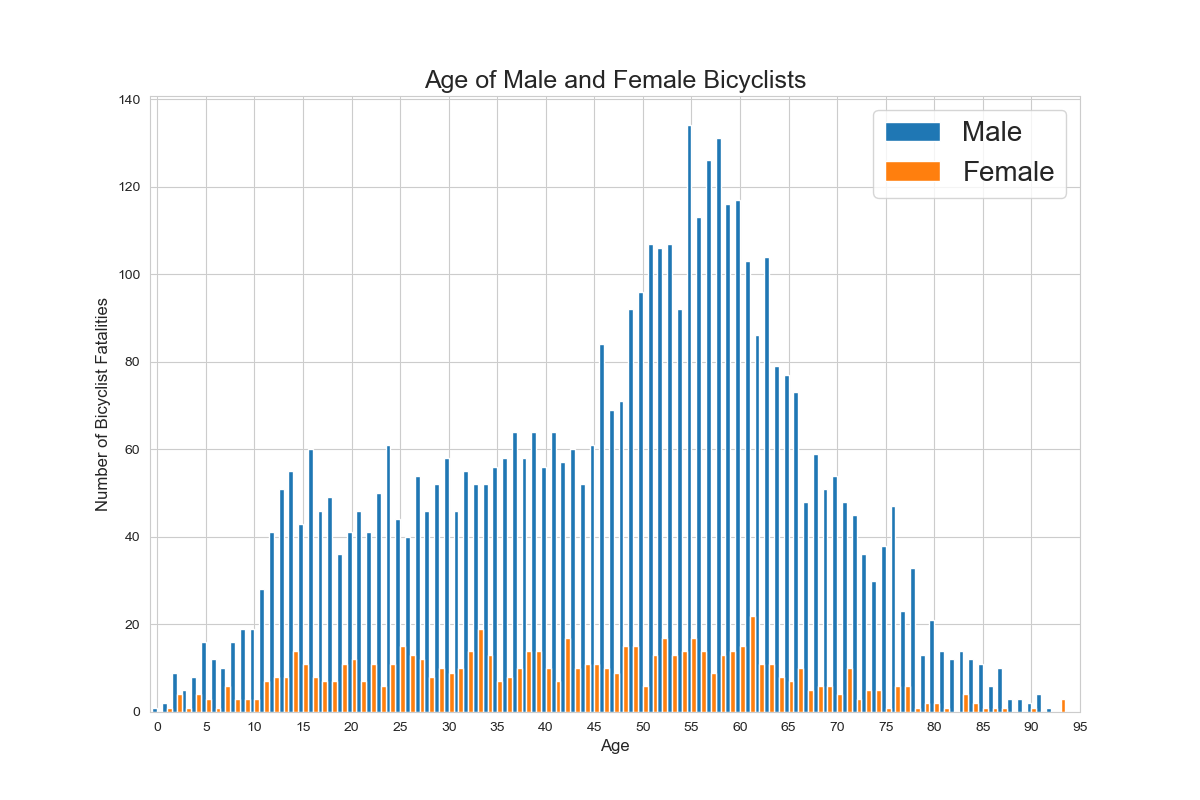 Age of Male and Female Bicyclists
Male
Female
Number of Bicyclist Fatalities
140
120
100
80
60
40
20
0
0 5 10 15 20 25 30 35 40 45 50 55 60 65 70 75 80 85 90 95
Age